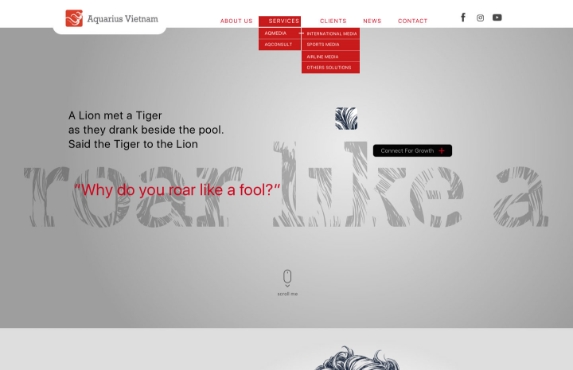 Aquarius Vietnam
ABOUT US
SERVICES
CLIENTS
NEWS
CONTACT
AQMEDIA
INTERNATIONAL MEDIA
AQCONSULT
SPORTS MEDIA
AIRLINE MEDIA
OTHERS SOLUTIONS
A Lion met a Tiger
as they drank beside the pool.
Said the Tiger to the Lion
Connect For Growth
roar like a
"Why do you roar like a fool?"
scroll me